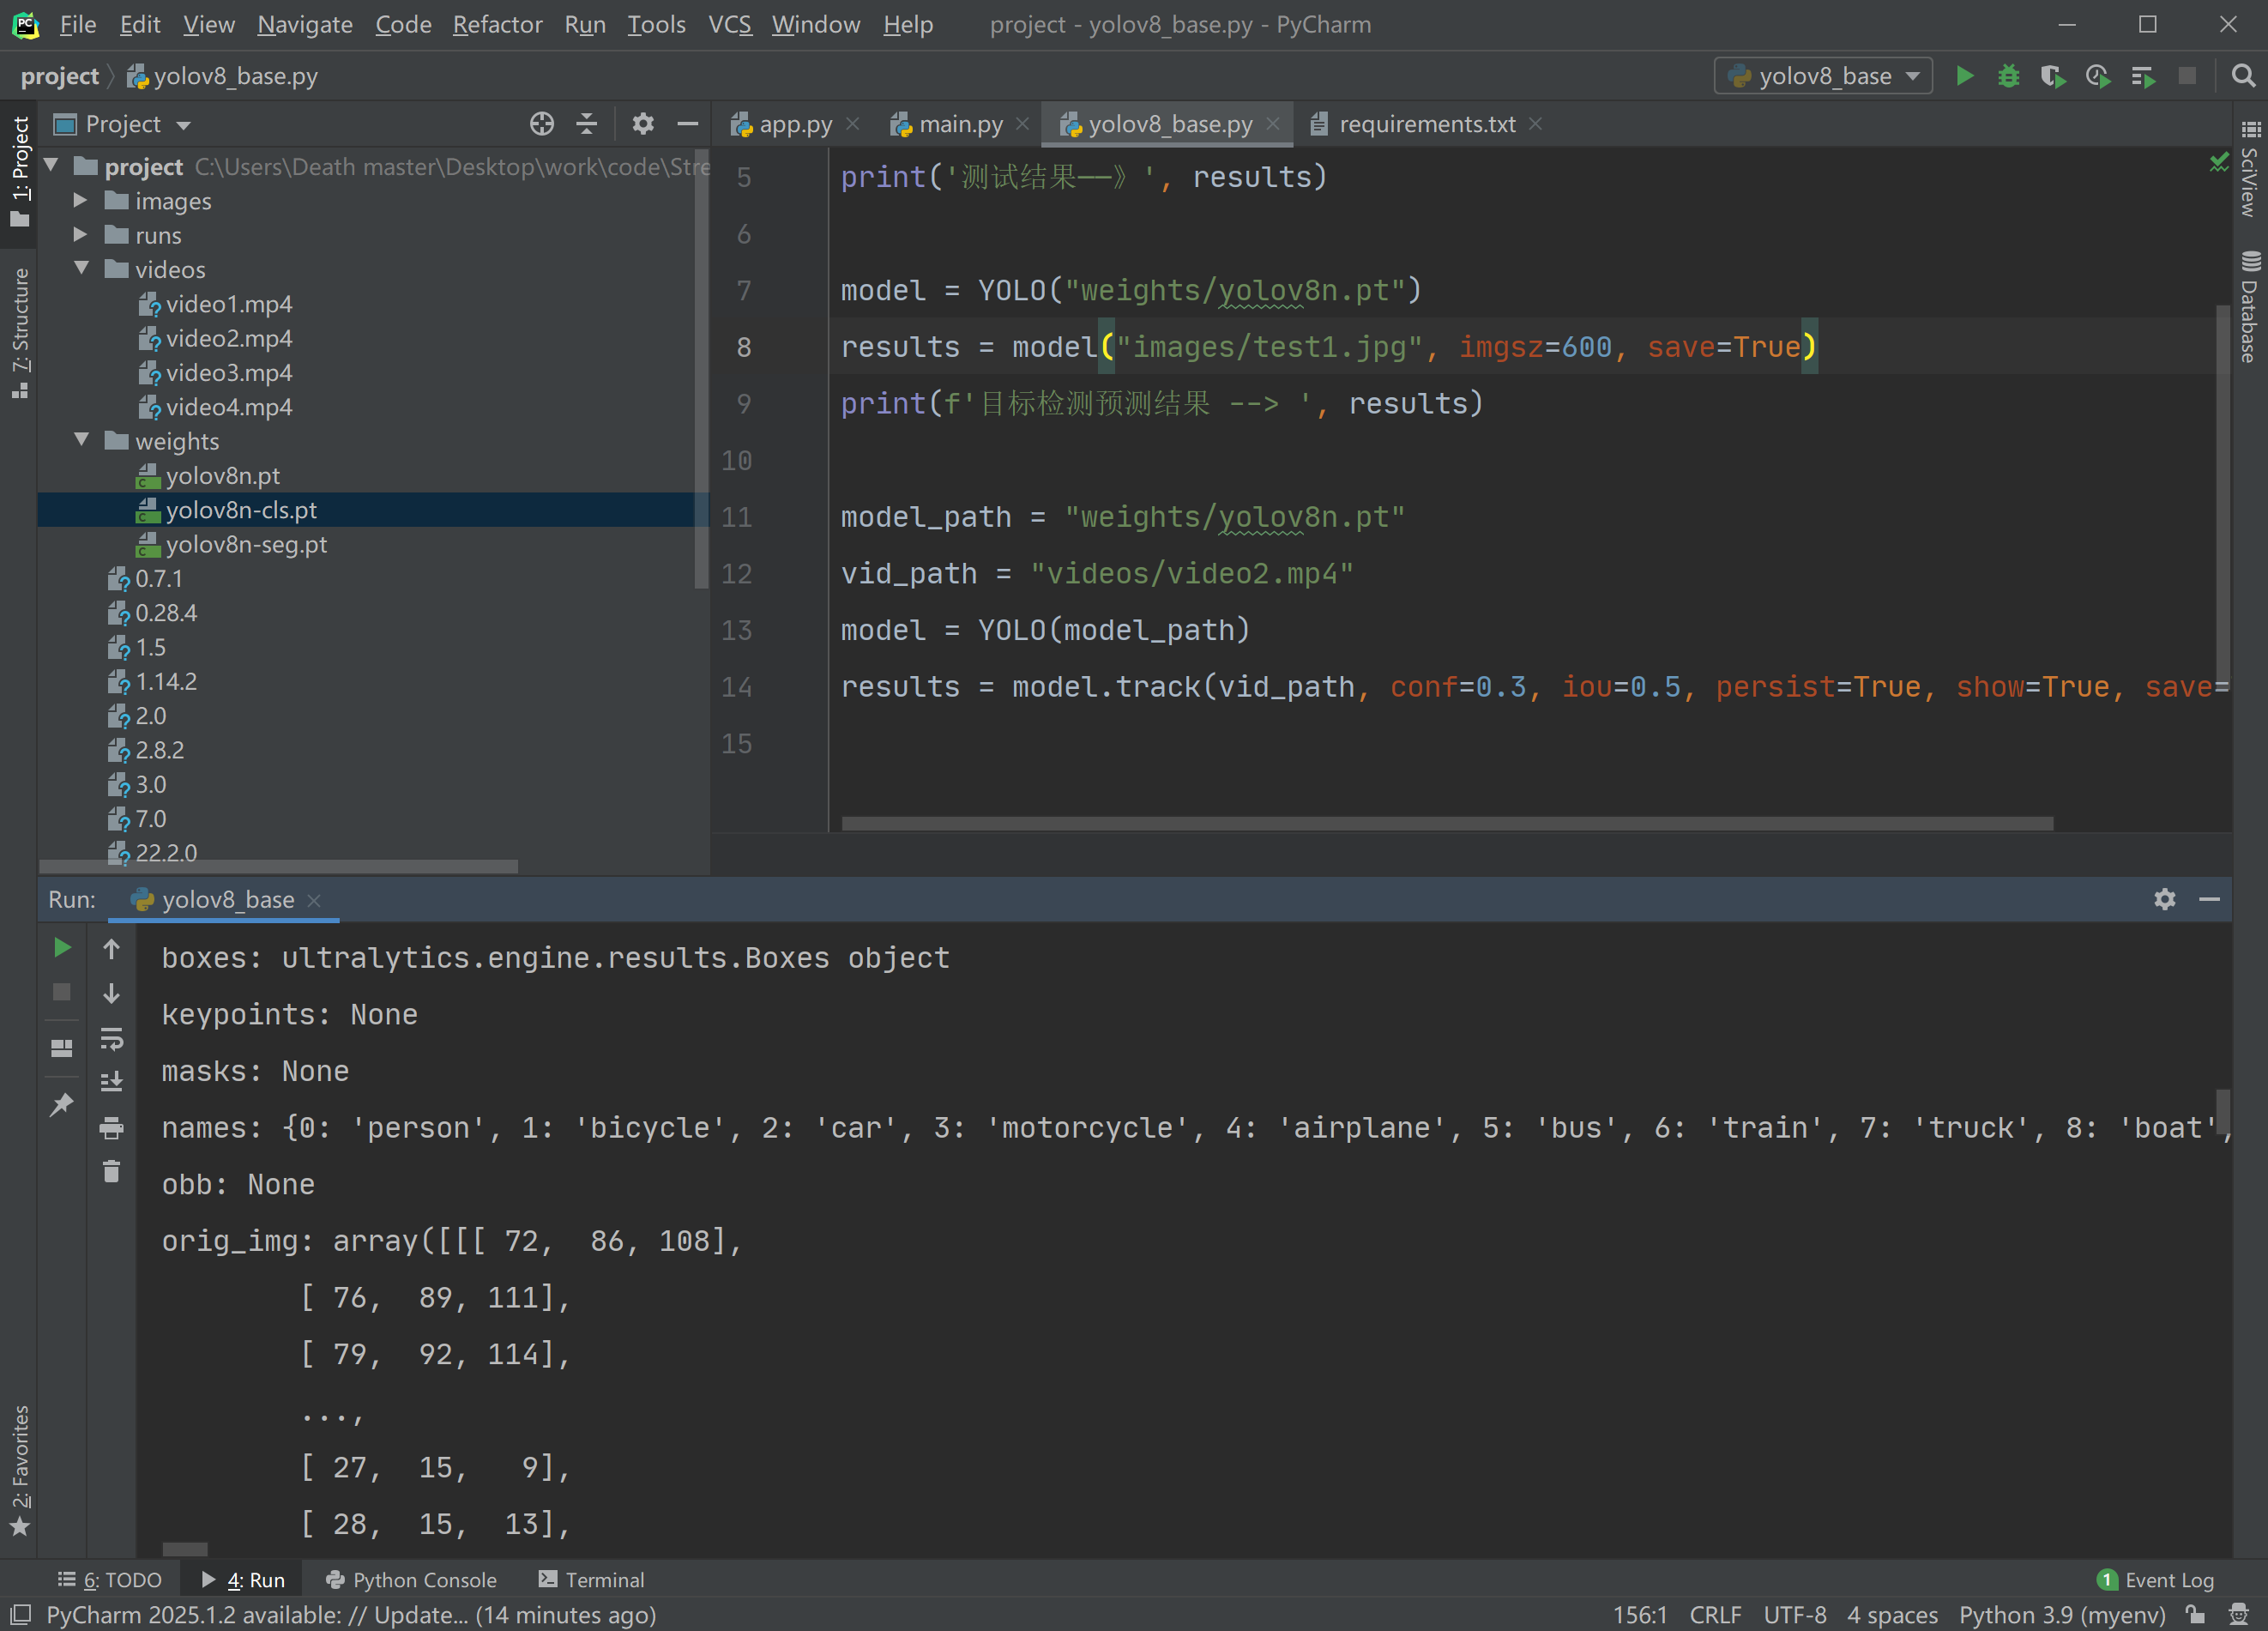 File Edit View Navigate Code Refactor Run Tools VCS Window Help project - yolov8_base.py - PyCharm
project yolov8_base.py yolov8_base
1: Project
7: Structure
2: Favorites
Project
project C:\Users\Death master\Desktop\work\code\Stre
images
runs
videos
video1.mp4
video2.mp4
video3.mp4
video4.mp4
weights
yolov8n.pt
yolov8n-cls.pt
yolov8n-seg.pt
0.7.1
0.28.4
1.5
1.14.2
2.0
2.8.2
3.0
7.0
22.2.0
app.py main.py yolov8_base.py requirements.txt
5 print('测试结果——》', results)
6
7 model = YOLO("weights/yolov8n.pt")
8 results = model("images/test1.jpg", imgsz=600, save=True)
9 print(f'目标检测预测结果 --> ', results)
10
11 model_path = "weights/yolov8n.pt"
12 vid_path = "videos/video2.mp4"
13 model = YOLO(model_path)
14 results = model.track(vid_path, conf=0.3, iou=0.5, persist=True, show=True, save=
15
SciView
Database
Run: yolov8_base
boxes: ultralytics.engine.results.Boxes object
keypoints: None
masks: None
names: {0: 'person', 1: 'bicycle', 2: 'car', 3: 'motorcycle', 4: 'airplane', 5: 'bus', 6: 'train', 7: 'truck', 8: 'boat',
obb: None
orig_img: array([[[ 72,  86, 108],
[ 76,  89, 111],
[ 79,  92, 114],
...,
[ 27,  15,   9],
[ 28,  15,  13],
6: TODO 4: Run Python Console Terminal 1 Event Log
PyCharm 2025.1.2 available: // Update... (14 minutes ago) 156:1 CRLF UTF-8 4 spaces Python 3.9 (myenv)